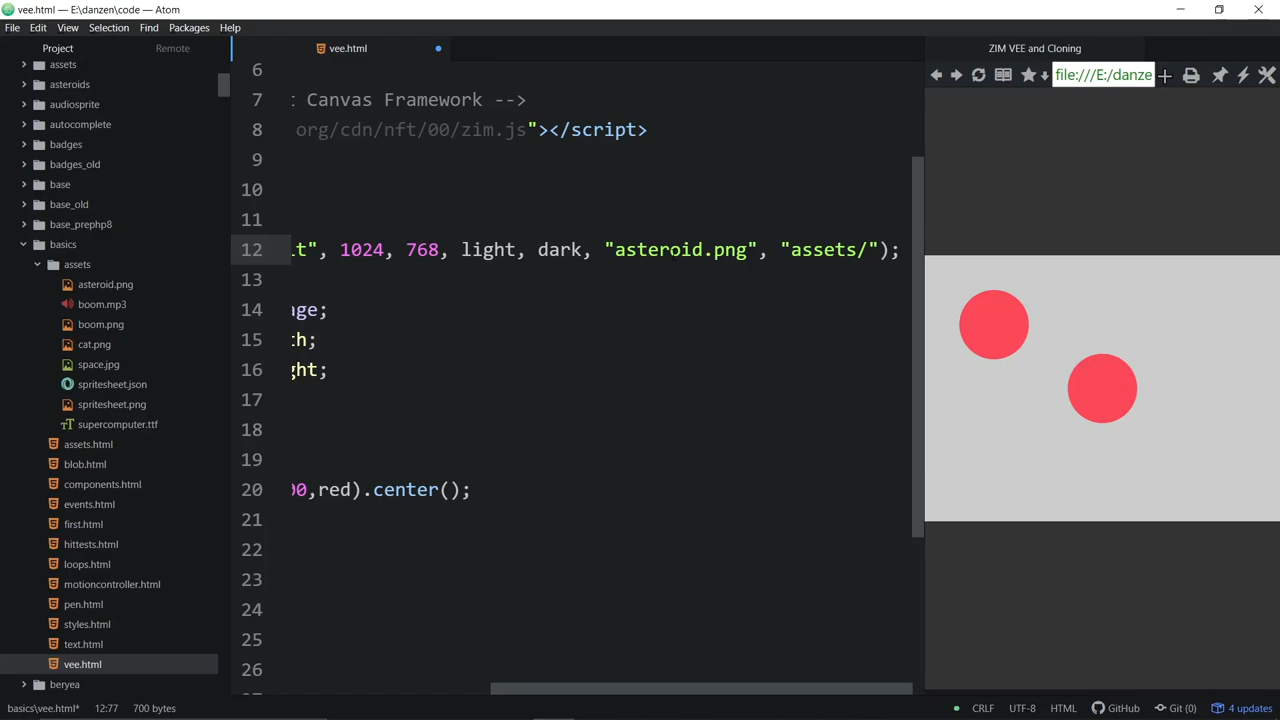 vee.html — E:\danzen\code — Atom
File Edit View Selection Find Packages Help
Project Remote
assets
asteroids
audiosprite
autocomplete
badges
badges_old
base
base_old
base_prephp8
basics
assets
asteroid.png
boom.mp3
boom.png
cat.png
space.jpg
spritesheet.json
spritesheet.png
supercomputer.ttf
assets.html
blob.html
components.html
events.html
first.html
hittests.html
loops.html
motioncontroller.html
pen.html
styles.html
text.html
vee.html
beryea
vee.html
6
7 : Canvas Framework -->
8 org/cdn/nft/00/zim.js"></script>
9
10
11
12 it", 1024, 768, light, dark, "asteroid.png", "assets/");
13
14 age;
15 th;
16 ght;
17
18
19
20 00,red).center();
21
22
23
24
25
26
ZIM VEE and Cloning
file:///E:/danze
basics\vee.html* 12:77 700 bytes
CRLF UTF-8 HTML GitHub Git (0) 4 updates